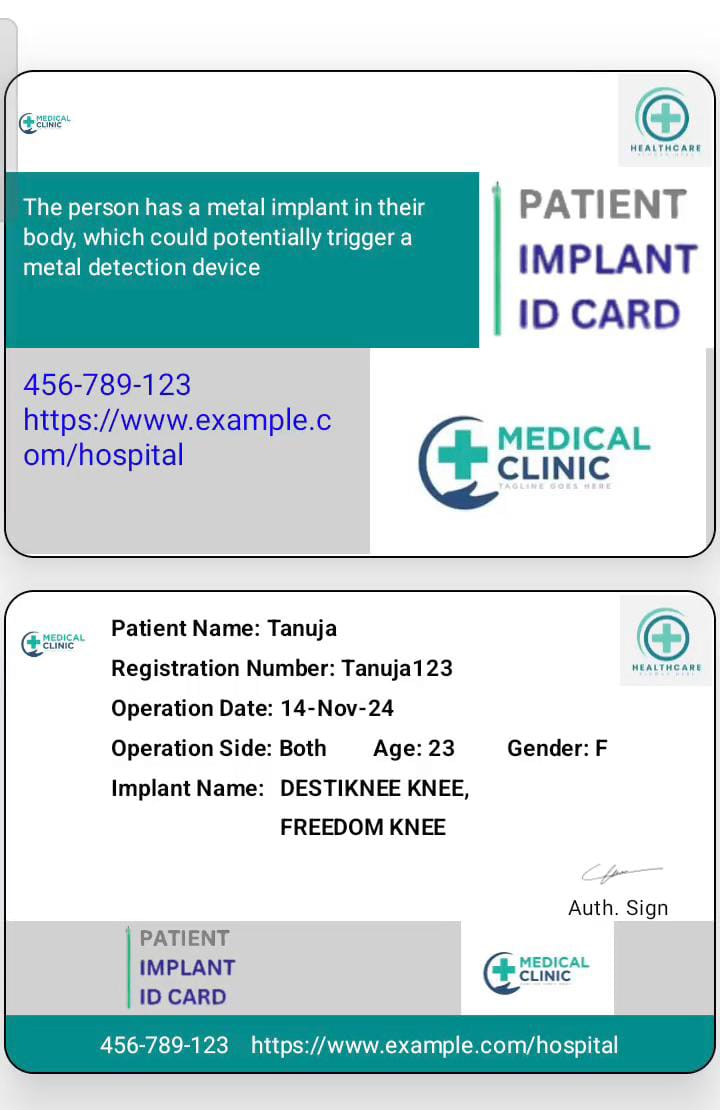 MEDICAL
CLINIC
HEALTHCARE
The person has a metal implant in their
body, which could potentially trigger a
metal detection device
PATIENT
IMPLANT
ID CARD
456-789-123
https://www.example.c
om/hospital
MEDICAL
CLINIC
TAGLINE GOES HERE
MEDICAL
CLINIC
HEALTHCARE
Patient Name: Tanuja
Registration Number: Tanuja123
Operation Date: 14-Nov-24
Operation Side: Both Age: 23 Gender: F
Implant Name: DESTIKNEE KNEE,
FREEDOM KNEE
Auth. Sign
PATIENT
IMPLANT
ID CARD
MEDICAL
CLINIC
456-789-123 https://www.example.com/hospital